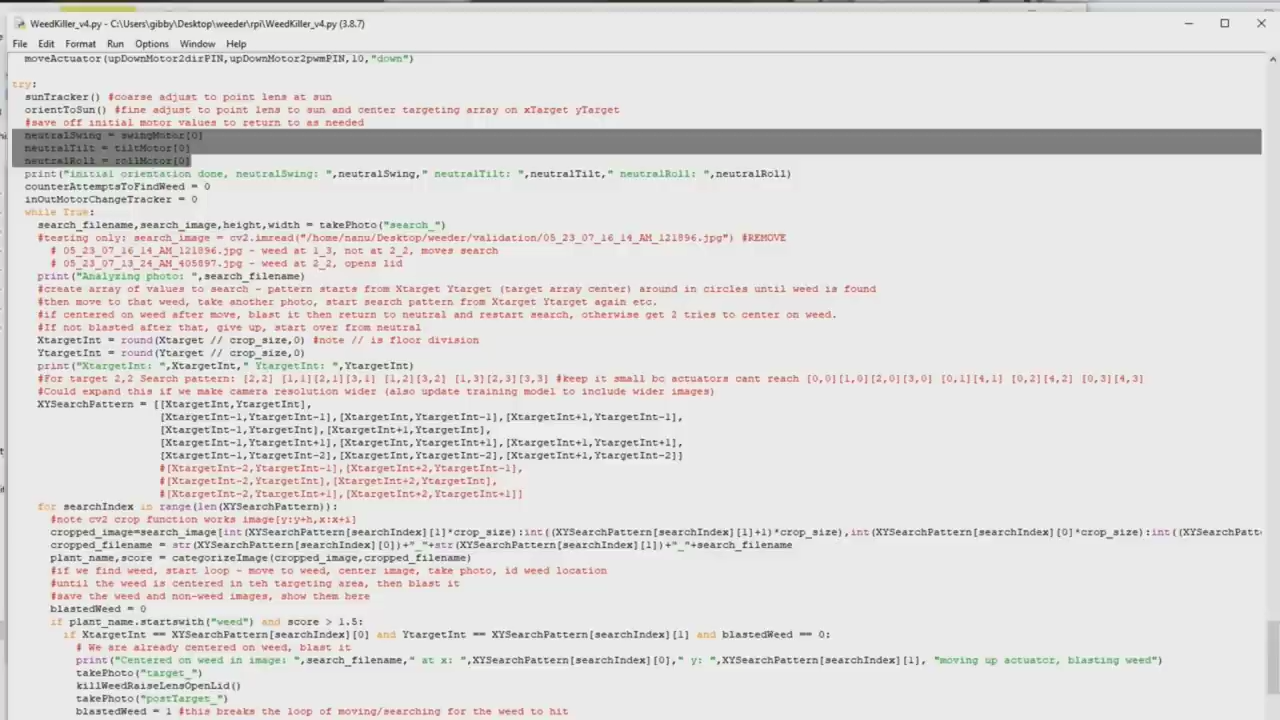 WeedKiller_v4.py - C:\Users\gibby\Desktop\weeder\rpi\WeedKiller_v4.py (3.8.7)
File Edit Format Run Options Window Help
moveActuator(upDownMotor2dirPIN,upDownMotor2pwmPIN,10,"down")
try:
sunTracker() #coarse adjust to point lens at sun
orientToSun() #fine adjust to point lens to sun and center targeting array on xTarget yTarget
#save off initial motor values to return to as needed
neutralSwing = swingMotor[0]
neutralTilt = tiltMotor[0]
neutralRoll = rollMotor[0]
print("initial orientation done, neutralSwing: ",neutralSwing," neutralTilt: ",neutralTilt," neutralRoll: ",neutralRoll)
counterAttemptsToFindWeed = 0
inOutMotorChangeTracker = 0
while True:
search_filename,search_image,height,width = takePhoto("search_")
#testing only: search_image = cv2.imread("/home/nanu/Desktop/weeder/validation/05_23_07_16_14_AM_121896.jpg") #REMOVE
# 05_23_07_16_14_AM_121896.jpg - weed at 1_3, not at 2_2, moves search
# 05_23_07_13_24_AM_405897.jpg - weed at 2_2, opens lid
print("Analyzing photo: ",search_filename)
#create array of values to search - pattern starts from Xtarget Ytarget (target array center) around in circles until weed is found
#then move to that weed, take another photo, start search pattern from Xtarget Ytarget again etc.
#if centered on weed after move, blast it then return to neutral and restart search, otherwise get 2 tries to center on weed.
#If not blasted after that, give up, start over from neutral
XtargetInt = round(Xtarget // crop_size,0) #note // is floor division
YtargetInt = round(Ytarget // crop_size,0)
print("XtargetInt: ",XtargetInt," YtargetInt: ",YtargetInt)
#For target 2,2 Search pattern: [2,2] [1,1][2,1][3,1] [1,2][3,2] [1,3][2,3][3,3] #keep it small bc actuators cant reach [0,0][1,0][2,0][3,0] [0,1][4,1] [0,2][4,2] [0,3][4,3]
#Could expand this if we make camera resolution wider (also update training model to include wider images)
XYSearchPattern = [[XtargetInt,YtargetInt],
[XtargetInt-1,YtargetInt-1],[XtargetInt,YtargetInt-1],[XtargetInt+1,YtargetInt-1],
[XtargetInt-1,YtargetInt],[XtargetInt+1,YtargetInt],
[XtargetInt-1,YtargetInt+1],[XtargetInt,YtargetInt+1],[XtargetInt+1,YtargetInt+1],
[XtargetInt-1,YtargetInt-2],[XtargetInt,YtargetInt-2],[XtargetInt+1,YtargetInt-2]]
#[XtargetInt-2,YtargetInt-1],[XtargetInt+2,YtargetInt-1],
#[XtargetInt-2,YtargetInt],[XtargetInt+2,YtargetInt],
#[XtargetInt-2,YtargetInt+1],[XtargetInt+2,YtargetInt+1]]
for searchIndex in range(len(XYSearchPattern)):
#note cv2 crop function works image[y:y+h,x:x+i]
cropped_image=search_image[int(XYSearchPattern[searchIndex][1]*crop_size):int((XYSearchPattern[searchIndex][1]+1)*crop_size),int(XYSearchPattern[searchIndex][0]*crop_size):int((XYSearchPatt
cropped_filename = str(XYSearchPattern[searchIndex][0])+"_"+str(XYSearchPattern[searchIndex][1])+"_"+search_filename
plant_name,score = categorizeImage(cropped_image,cropped_filename)
#if we find weed, start loop - move to weed, center image, take photo, id weed location
#until the weed is centered in teh targeting area, then blast it
#save the weed and non-weed images, show them here
blastedWeed = 0
if plant_name.startswith("weed") and score > 1.5:
if XtargetInt == XYSearchPattern[searchIndex][0] and YtargetInt == XYSearchPattern[searchIndex][1] and blastedWeed == 0:
# We are already centered on weed, blast it
print("Centered on weed in image: ",search_filename," at x: ",XYSearchPattern[searchIndex][0]," y: ",XYSearchPattern[searchIndex][1], "moving up actuator, blasting weed")
takePhoto("target_")
killWeedRaiseLensOpenLid()
takePhoto("postTarget_")
blastedWeed = 1 #this breaks the loop of moving/searching for the weed to hit